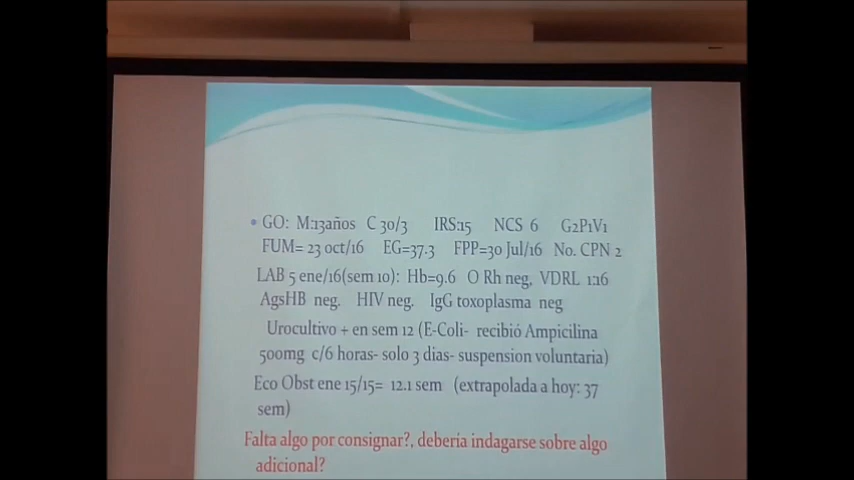 • GO: M:13años C 30/3 IRS:15 NCS 6 G2P1V1
FUM= 23 oct/16 EG=37.3 FPP=30 Jul/16 No. CPN 2
LAB 5 ene/16(sem 10): Hb=9.6 O Rh neg, VDRL 1:16
AgsHB neg. HIV neg. IgG toxoplasma neg
Urocultivo + en sem 12 (E-Coli- recibió Ampicilina
500mg c/6 horas- solo 3 dias- suspension voluntaria)
Eco Obst ene 15/15= 12.1 sem (extrapolada a hoy: 37
sem)
Falta algo por consignar?, debería indagarse sobre algo
adicional?